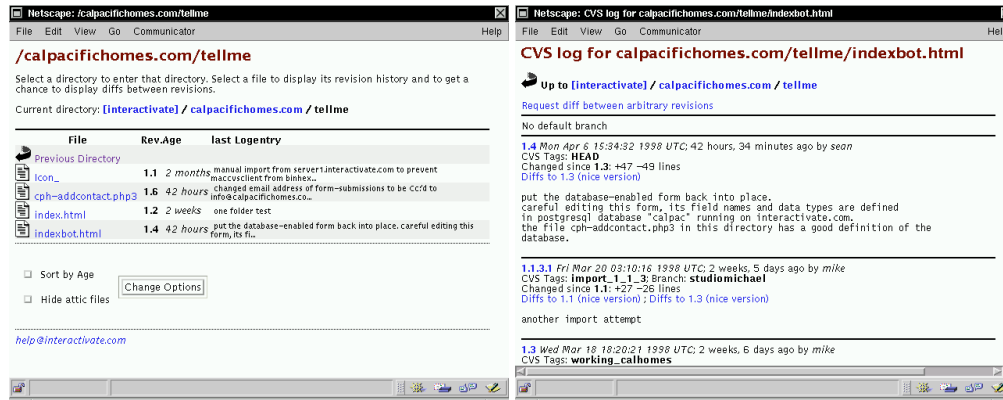 Netscape: /calpacifichomes.com/tellme
File Edit View Go Communicator Help
/calpacifichomes.com/tellme
Select a directory to enter that directory. Select a file to display its revision history and to get a
chance to display diffs between revisions.
Current directory: [interactivate] / calpacifichomes.com / tellme
File Rev. Age last Logentry
Previous Directory
Icon_ 1.1 2 months manual import from server1.interactivate.com to prevent
maccvsclient from binhex...
cph-addcontact.php3 1.6 42 hours changed email address of form-submissions to be Cc/'d to
info@calpacifichomes.co...
index.html 1.2 2 weeks one folder test
indexbot.html 1.4 42 hours put the database-enabled form back into place. careful editing this
form, its fi...
Sort by Age
Hide attic files
Change Options
help@interactivate.com
Netscape: CVS log for calpacifichomes.com/tellme/indexbot.html
File Edit View Go Communicator Hel
CVS log for calpacifichomes.com/tellme/indexbot.html
Up to [interactivate] / calpacifichomes.com / tellme
Request diff between arbitrary revisions
No default branch
1.4 Mon Apr 6 15:34:32 1998 UTC; 42 hours, 34 minutes ago by sean
CVS Tags: HEAD
Changed since 1.3: +47 -49 lines
Diffs to 1.3 (nice version)
put the database-enabled form back into place.
careful editing this form, its field names and data types are defined
in postgresql database "calpac" running on interactivate.com.
the file cph-addcontact.php3 in this directory has a good definition of the
database.
1.1.3.1 Fri Mar 20 03:10:16 1998 UTC; 2 weeks, 5 days ago by mike
CVS Tags: import_1_1_3; Branch: studiomichael
Changed since 1.1: +27 -26 lines
Diffs to 1.1 (nice version) ; Diffs to 1.3 (nice version)
another import attempt
1.3 Wed Mar 18 18:20:21 1998 UTC; 2 weeks, 6 days ago by mike
CVS Tags: working_calhomes